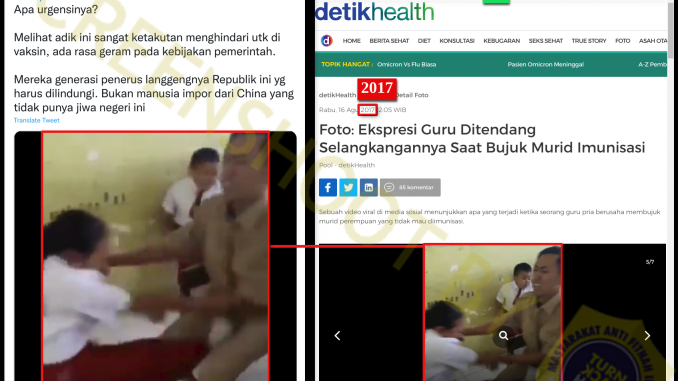 Apa urgensinya?
Melihat adik ini sangat ketakutan menghindari utk di
vaksin, ada rasa geram pada kebijakan pemerintah.
Mereka generasi penerus langgengnya Republik ini yg
harus dilindungi. Bukan manusia impor dari China yang
tidak punya jiwa negeri ini
Translate Tweet
SCREENSHOOT
detikhealth
d HOME BERITA SEHAT DIET KONSULTASI KEBUGARAN SEKS SEHAT TRUE STORY FOTO ASAH OTA
TOPIK HANGAT : Omicron Vs Flu Biasa Pasien Omicron Meninggal A-Z Pemb
2017
detikHealth Detail Foto
Rabu, 16 Agu 2017 12:05 WIB
Foto: Ekspresi Guru Ditendang
Selangkangannya Saat Bujuk Murid Imunisasi
Pool - detikHealth
65 komentar
Sebuah video viral di media sosial menunjukkan apa yang terjadi ketika seorang guru pria berusaha membujuk
murid perempuan yang tidak mau diimunisasi.
5/7
MASYARAKAT ANTI FITNAH
TURN